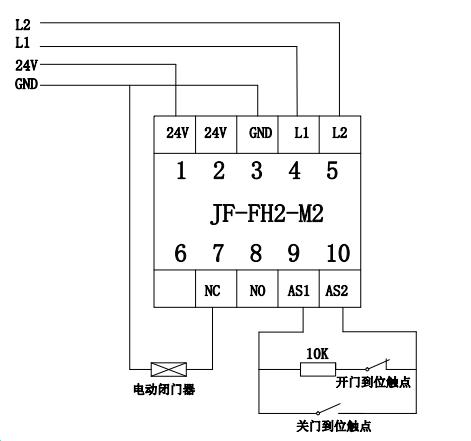 L2
L1
24V
GND
24V 24V GND L1 L2
1 2 3 4 5
JF-FH2-M2
6 7 8 9 10
NC NO AS1 AS2
10K
开门到位触点
电动闭门器
关门到位触点